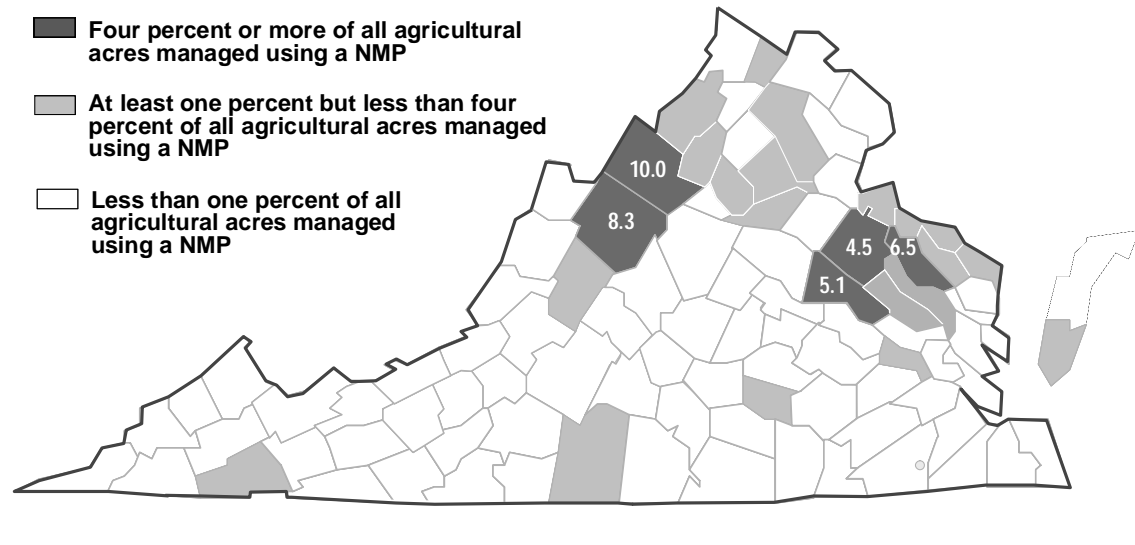 Four percent or more of all agricultural
acres managed using a NMP
At least one percent but less than four
percent of all agricultural acres managed
using a NMP
Less than one percent of all
agricultural acres managed
using a NMP
10.0
8.3
4.5
6.5
5.1